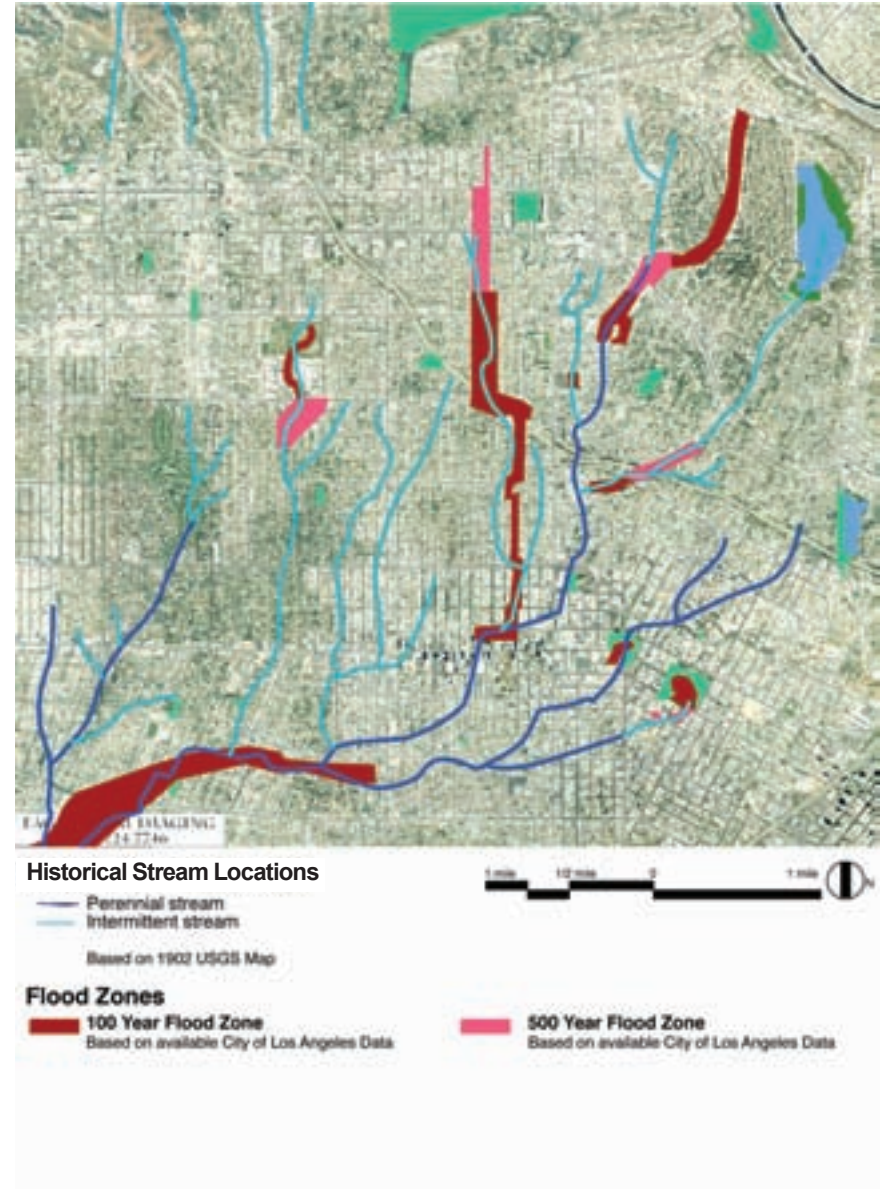 Historical Stream Locations
1 mile 1/2 mile 0 1 mile
Perennial stream
Intermittent stream
N
Based on 1902 USGS Map
Flood Zones
100 Year Flood Zone
Based on available City of Los Angeles Data
500 Year Flood Zone
Based on available City of Los Angeles Data